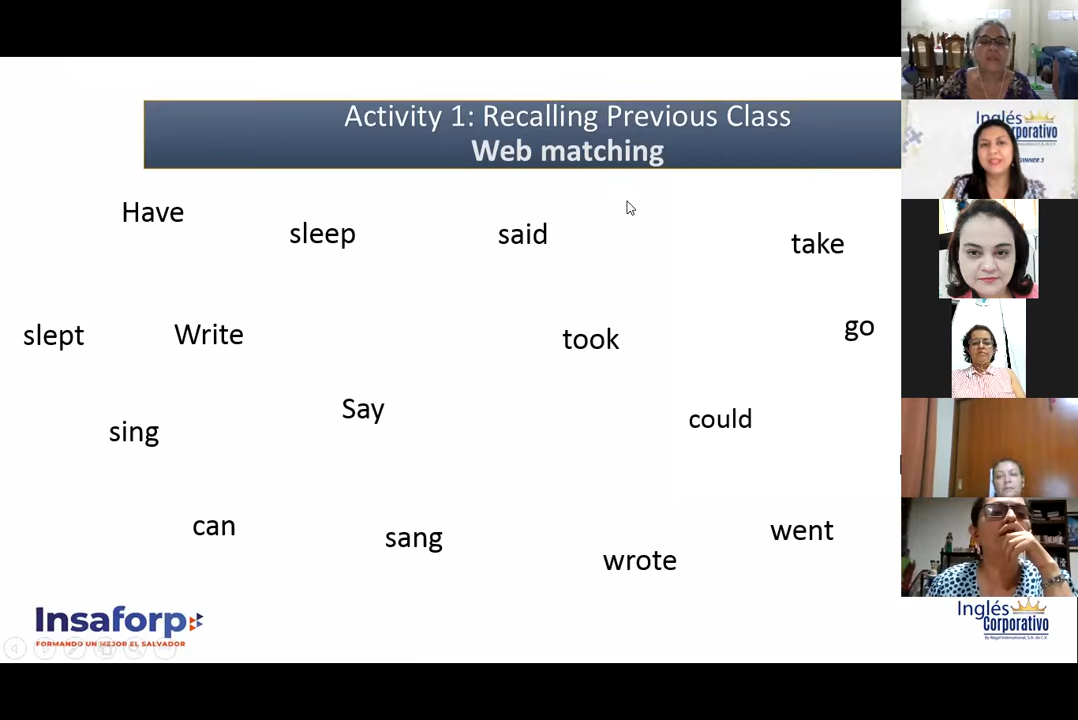 Activity 1: Recalling Previous Class
Web matching
Have
sleep
said
take
slept
Write
took
go
Say
could
sing
can
sang
wrote
went
Insaforp
FORMANDO UN MEJOR EL SALVADOR
Inglés
Corporativo
Inglés
Corporativo